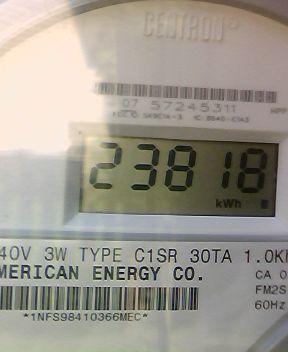 CENTRON®
07 57245311
23818
kWh
40V 3W TYPE C1SR 30TA 1.0K
MERICAN ENERGY CO.
CA 0
FM2S
60Hz
*1NFS98410366MEC*